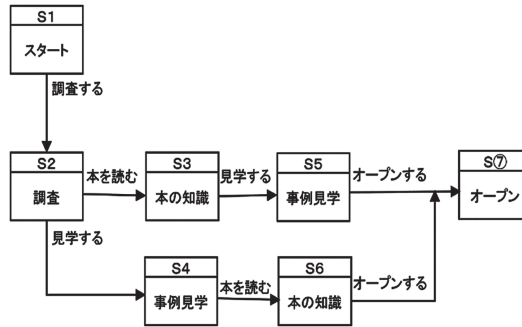 S1
スタート
調査する
S2
調査
本を読む
S3
本の知識
見学する
S5
事例見学
オープンする
S⑦
オープン
見学する
S4
事例見学
本を読む
S6
本の知識
オープンする